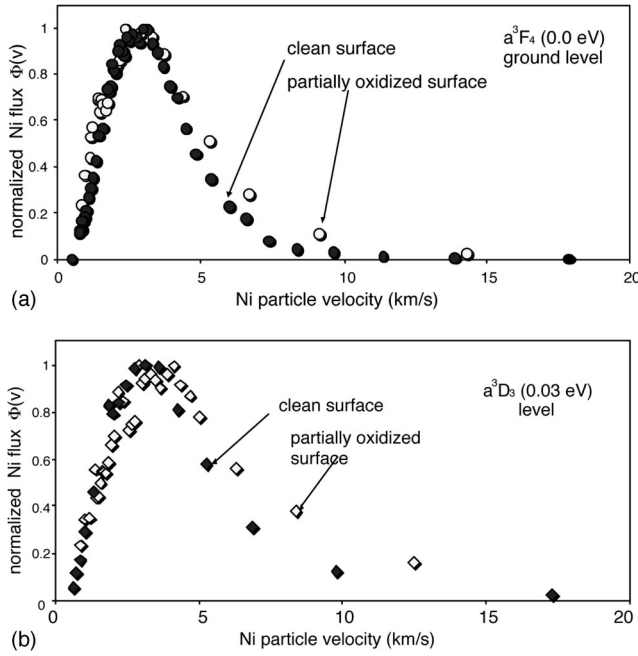 1
0.8
0.6
0.4
0.2
0
normalized Ni flux Φ(v)
clean surface
partially oxidized surface
a³F₄ (0.0 eV)
ground level
0 5 10 15 20
Ni particle velocity (km/s)
(a)
1
0.8
0.6
0.4
0.2
0
normalized Ni flux Φ(v)
clean surface
partially oxidized
surface
a³D₃ (0.03 eV)
level
0 5 10 15 20
Ni particle velocity (km/s)
(b)